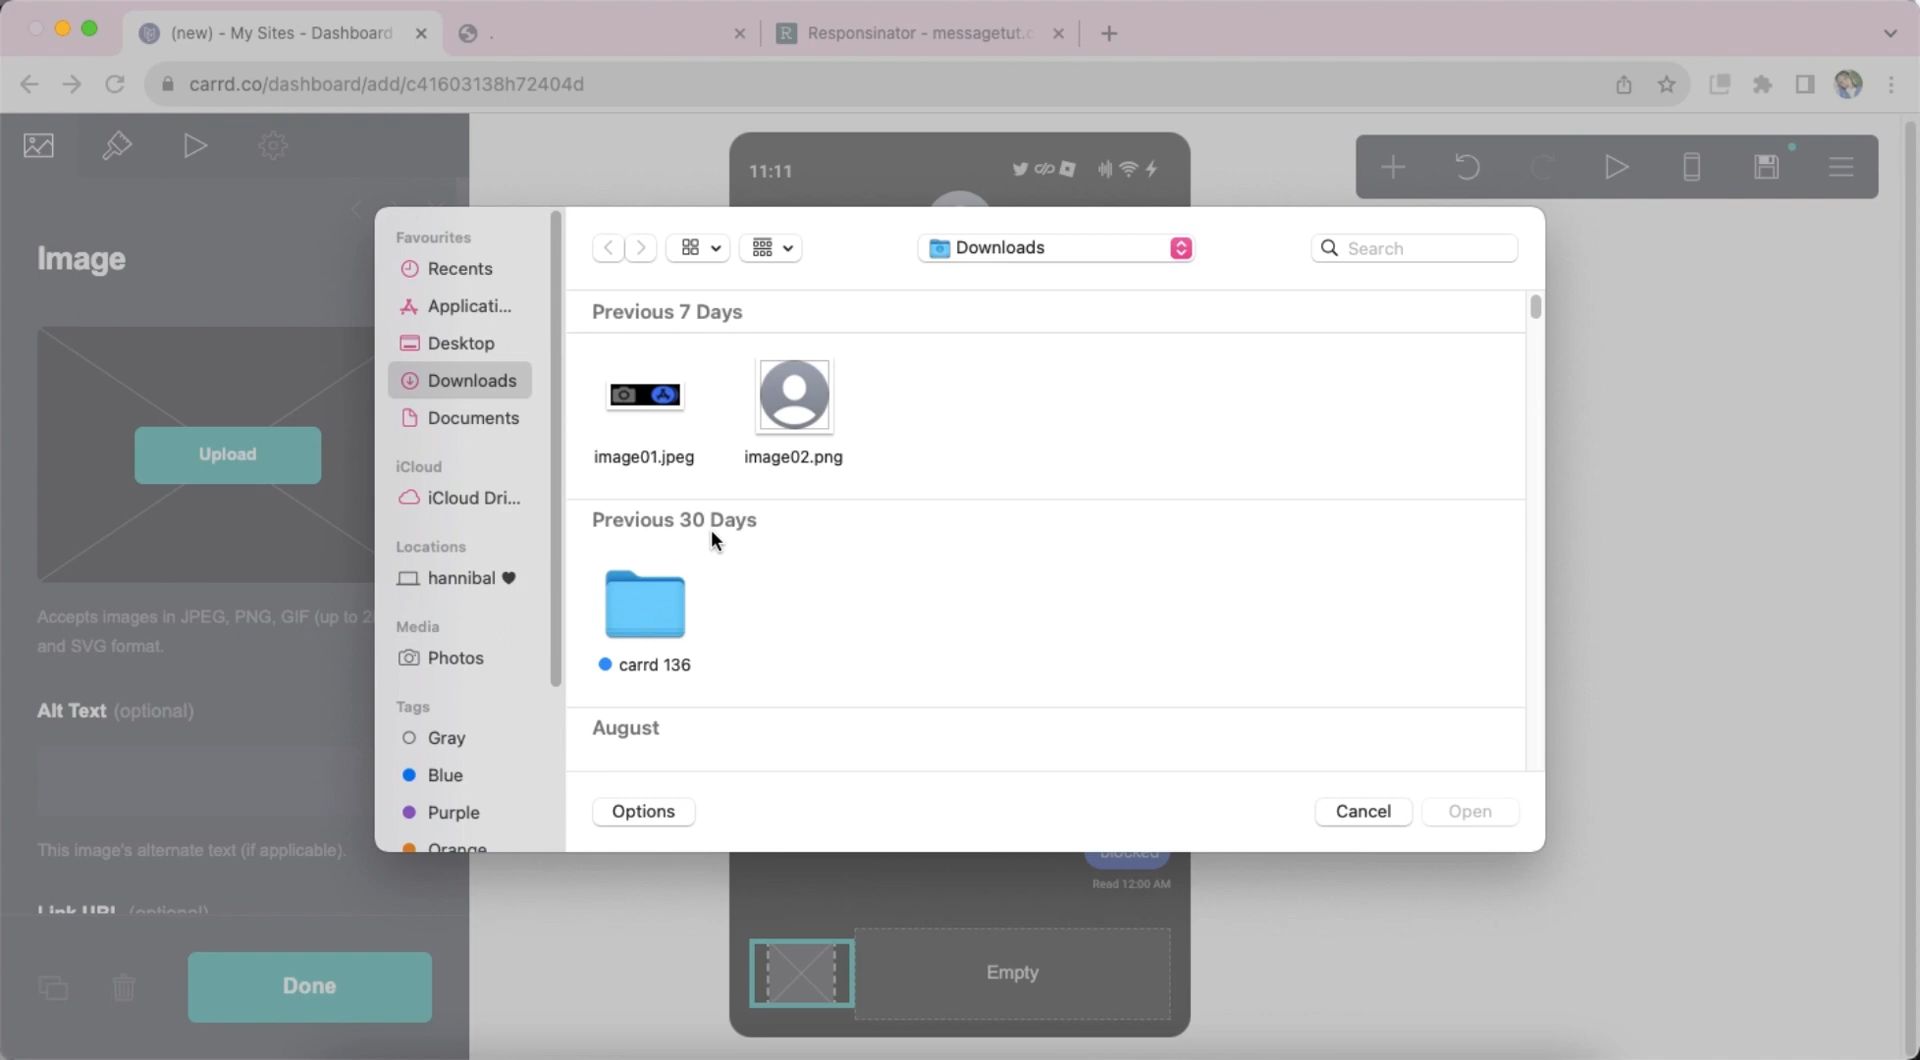 (new) - My Sites - Dashboard
.
Responsinator - messagetut.c
carrd.co/dashboard/add/c41603138h72404d
Image
Upload
Accepts images in JPEG, PNG, GIF (up to 2
and SVG format.
Alt Text (optional)
This image's alternate text (if applicable).
Link URL (optional)
Done
11:11
Favourites
Recents
Applicati...
Desktop
Downloads
Documents
iCloud
iCloud Dri...
Locations
hannibal 🖤
Media
Photos
Tags
Gray
Blue
Purple
Orange
Downloads
Search
Previous 7 Days
image01.jpeg
image02.png
Previous 30 Days
carrd 136
August
Options
Cancel
Open
blocked
Read 12:00 AM
Empty